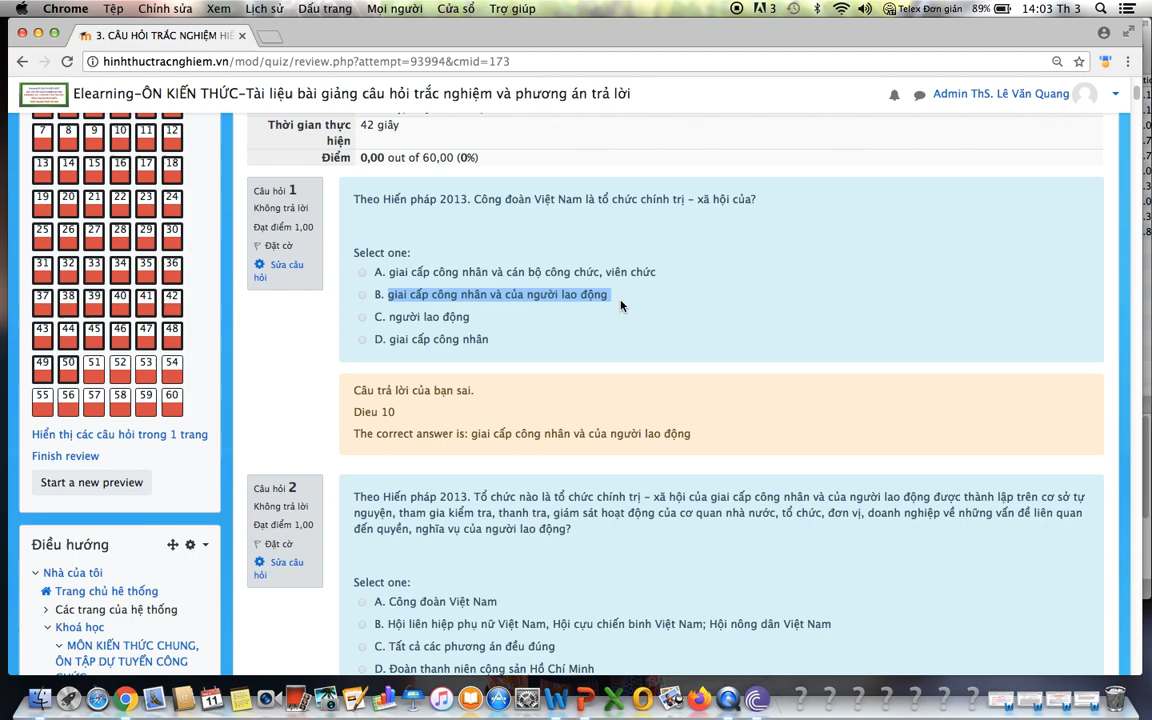 Chrome Tệp Chỉnh sửa Xem Lịch sử Dấu trang Mọi người Cửa sổ Trợ giúp 3 Telex Đơn giản 89% 14:03 Th 3
3. CÂU HỎI TRẮC NGHIỆM HIẾ
hinhthuctracnghiem.vn/mod/quiz/review.php?attempt=93994&cmid=173
Elearning-ÔN KIẾN THỨC-Tài liệu bài giảng câu hỏi trắc nghiệm và phương án trả lời
Admin ThS. Lê Văn Quang
7 8 9 10 11 12
13 14 15 16 17 18
19 20 21 22 23 24
25 26 27 28 29 30
31 32 33 34 35 36
37 38 39 40 41 42
43 44 45 46 47 48
49 50 51 52 53 54
55 56 57 58 59 60
Hiển thị các câu hỏi trong 1 trang
Finish review
Start a new preview
Điều hướng
Nhà của tôi
Trang chủ hê thống
Các trang của hệ thống
Khoá học
MÔN KIẾN THỨC CHUNG,
ÔN TẬP DỰ TUYỂN CÔNG
Thời gian thực
hiện
42 giây
Điểm
0,00 out of 60,00 (0%)
Câu hỏi 1
Không trả lời
Đạt điểm 1,00
Đặt cờ
Sửa câu
hỏi
Theo Hiến pháp 2013. Công đoàn Việt Nam là tổ chức chính trị – xã hội của?
Select one:
A. giai cấp công nhân và cán bộ công chức, viên chức
B. giai cấp công nhân và của người lao động
C. người lao động
D. giai cấp công nhân
Câu trả lời của bạn sai.
Dieu 10
The correct answer is: giai cấp công nhân và của người lao động
Câu hỏi 2
Không trả lời
Đạt điểm 1,00
Đặt cờ
Sửa câu
hỏi
Theo Hiến pháp 2013. Tổ chức nào là tổ chức chính trị – xã hội của giai cấp công nhân và của người lao động được thành lập trên cơ sở tự
nguyện, tham gia kiểm tra, thanh tra, giám sát hoạt động của cơ quan nhà nước, tổ chức, đơn vị, doanh nghiệp về những vấn đề liên quan
đến quyền, nghĩa vụ của người lao động?
Select one:
A. Công đoàn Việt Nam
B. Hội liên hiệp phụ nữ Việt Nam, Hội cựu chiến binh Việt Nam; Hội nông dân Việt Nam
C. Tất cả các phương án đều đúng
D. Đoàn thanh niên cộng sản Hồ Chí Minh